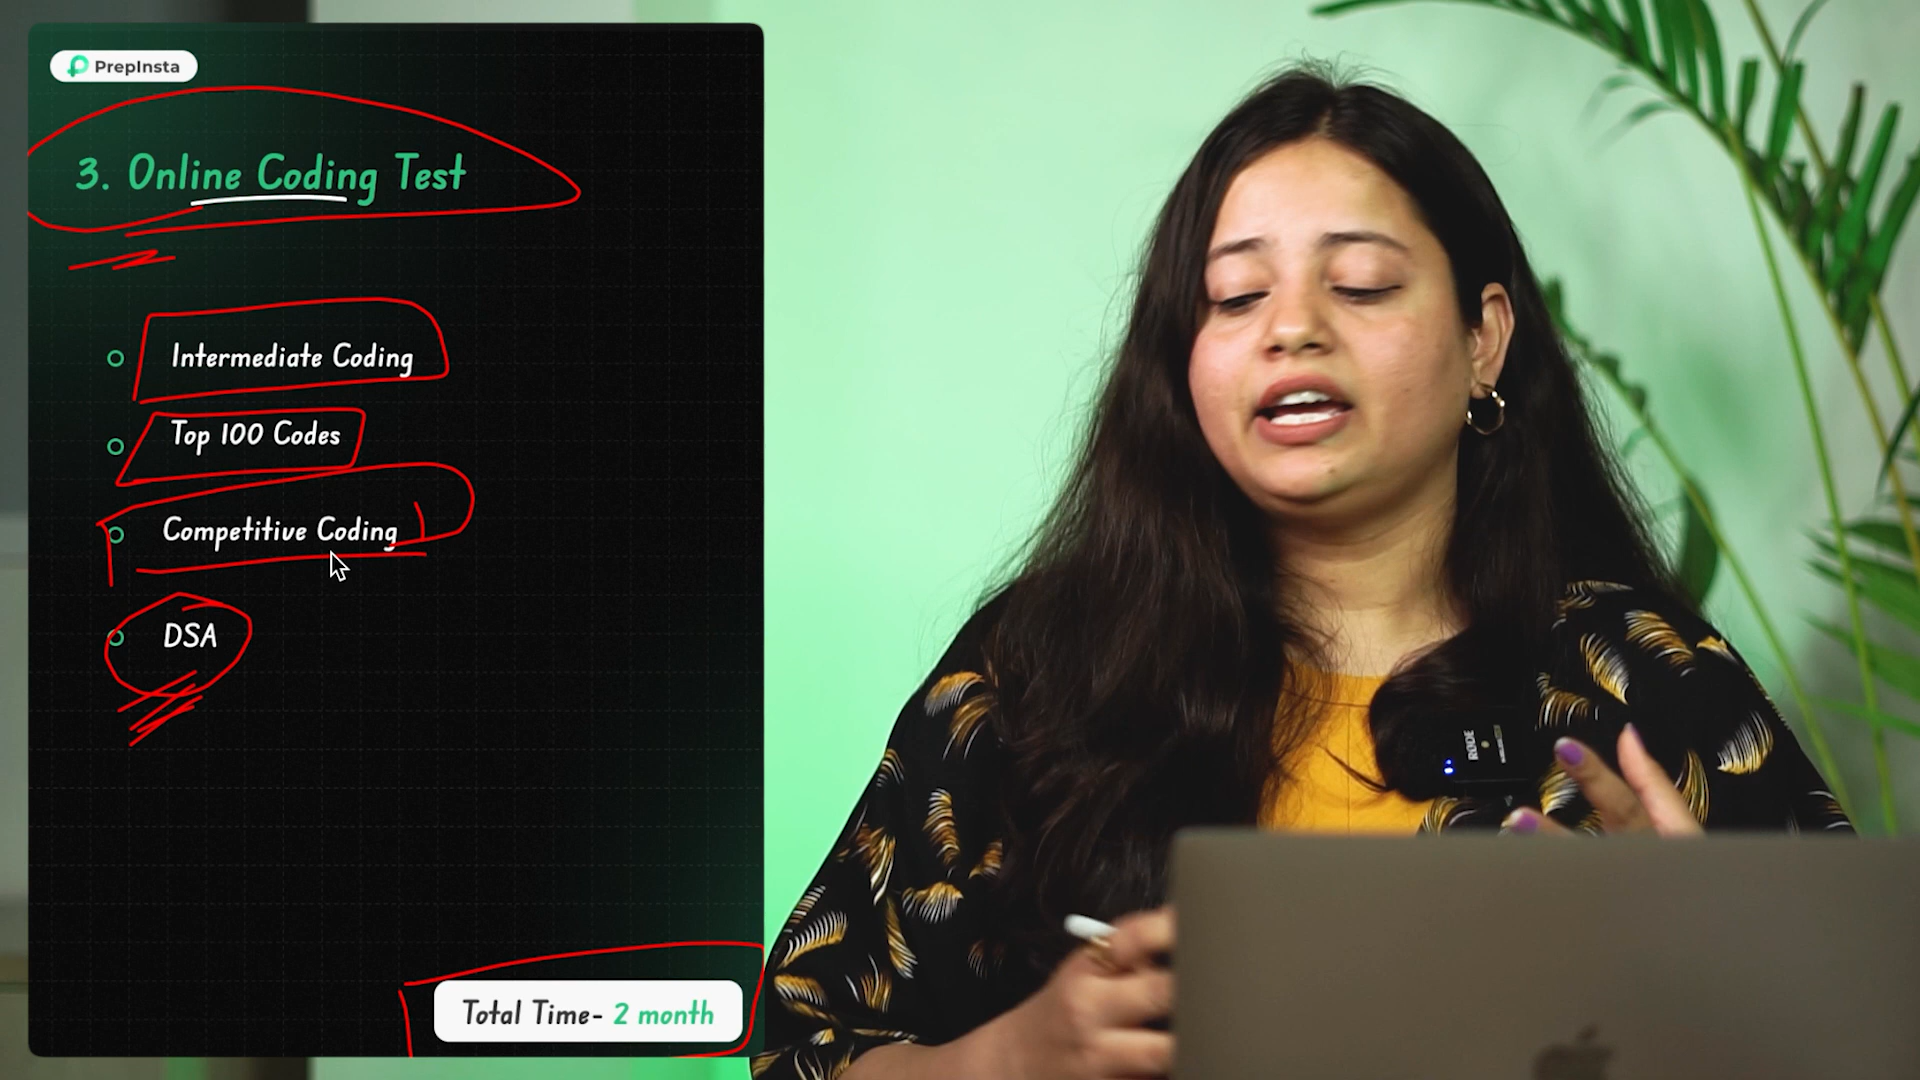 PrepInsta
3. Online Coding Test
Intermediate Coding
Top 100 Codes
Competitive Coding
DSA
Total Time- 2 month
RODE